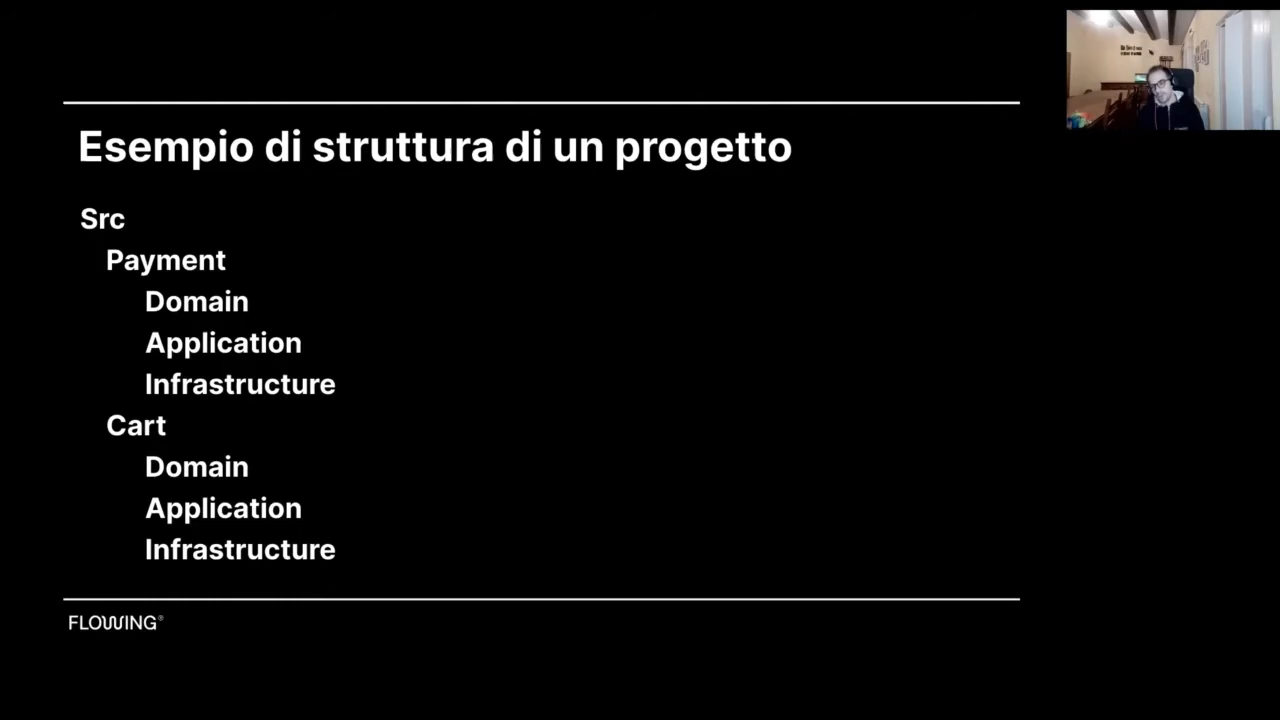 Esempio di struttura di un progetto
Src
Payment
Domain
Application
Infrastructure
Cart
Domain
Application
Infrastructure
FLOWING®